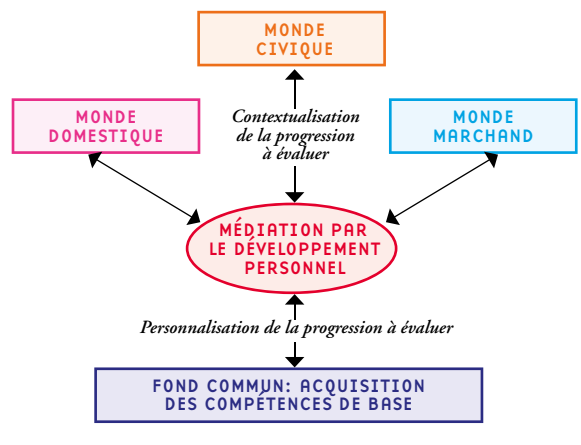 MONDE
CIVIQUE
MONDE
DOMESTIQUE
Contextualisation
de la progression
à évaluer
MONDE
MARCHAND
MÉDIATION PAR
LE DÉVELOPPEMENT
PERSONNEL
Personnalisation de la progression à évaluer
FOND COMMUN: ACQUISITION
DES COMPÉTENCES DE BASE